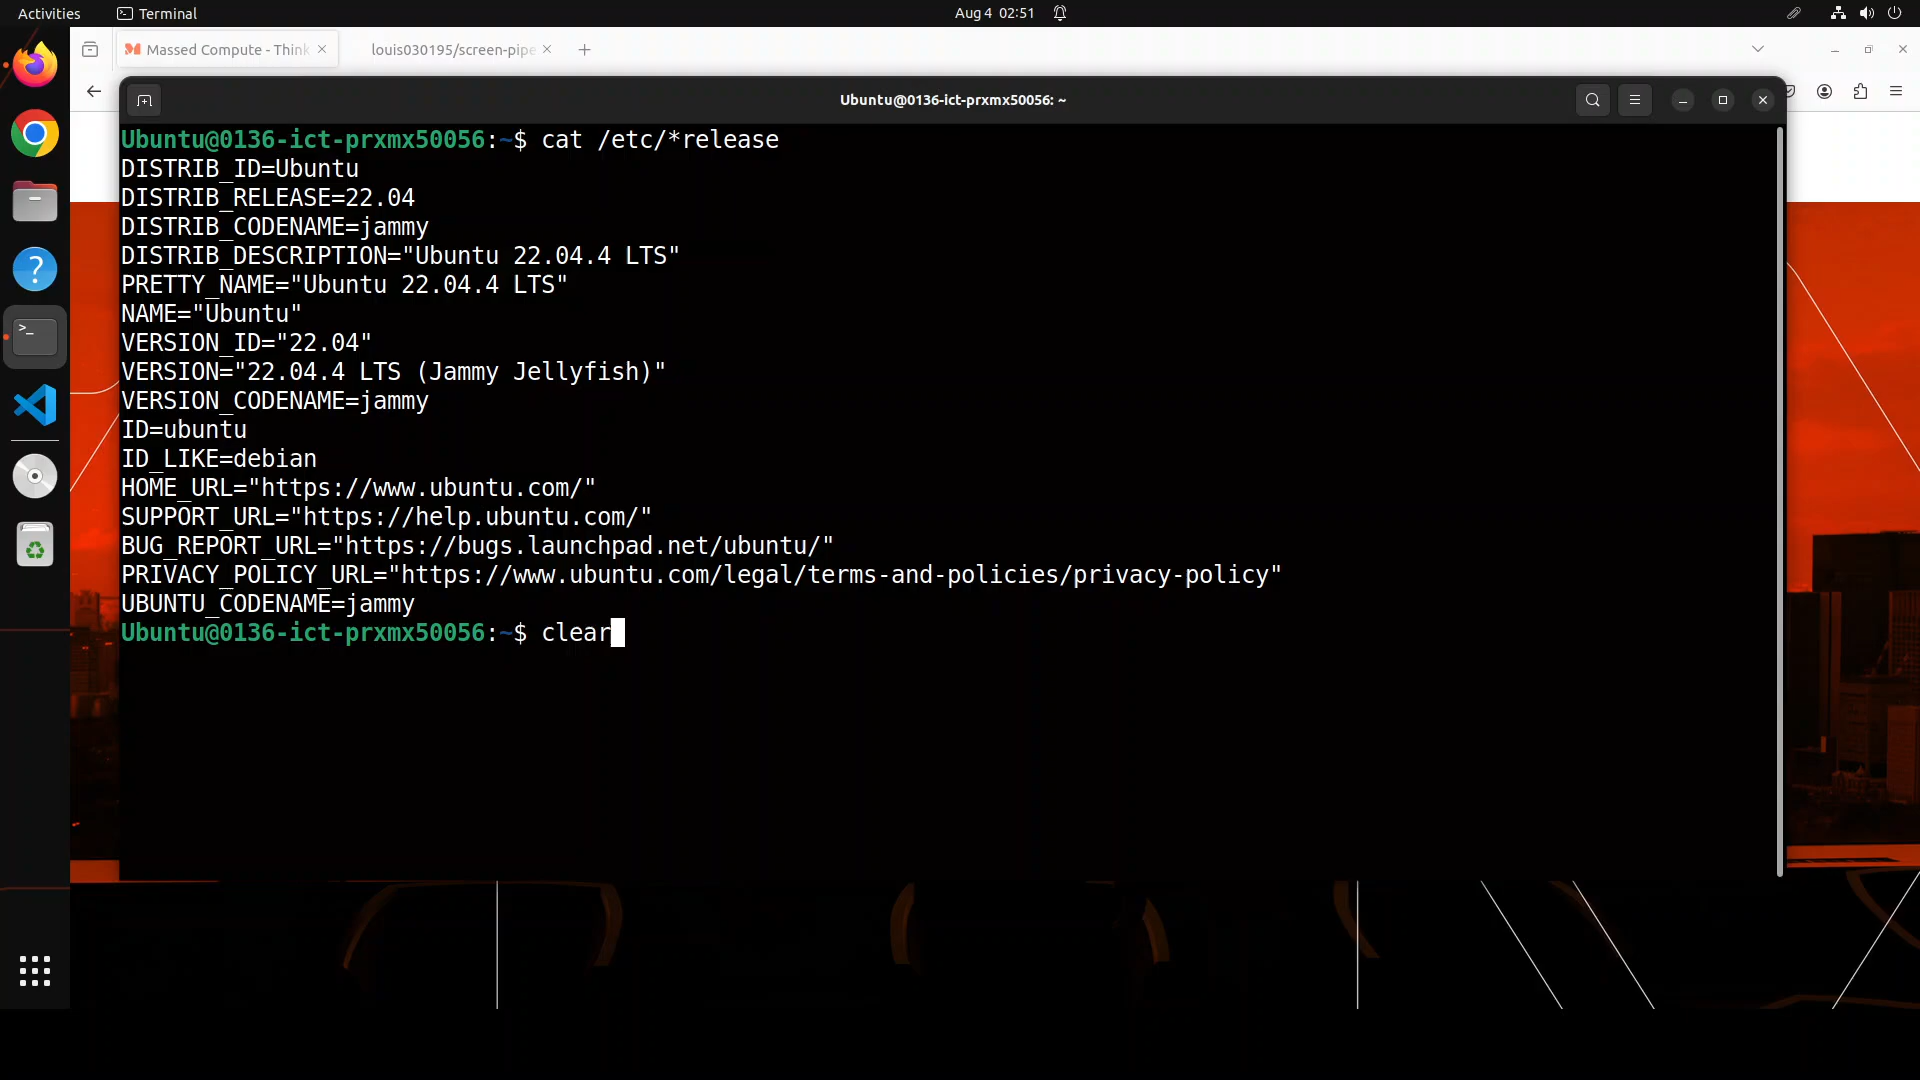 Activities
Terminal
Aug 4 02:51
Massed Compute - Think
louis030195/screen-pipe
Ubuntu@0136-ict-prxmx50056: ~
Ubuntu@0136-ict-prxmx50056:~$ cat /etc/*release
DISTRIB_ID=Ubuntu
DISTRIB_RELEASE=22.04
DISTRIB_CODENAME=jammy
DISTRIB_DESCRIPTION="Ubuntu 22.04.4 LTS"
PRETTY_NAME="Ubuntu 22.04.4 LTS"
NAME="Ubuntu"
VERSION_ID="22.04"
VERSION="22.04.4 LTS (Jammy Jellyfish)"
VERSION_CODENAME=jammy
ID=ubuntu
ID_LIKE=debian
HOME_URL="https://www.ubuntu.com/"
SUPPORT_URL="https://help.ubuntu.com/"
BUG_REPORT_URL="https://bugs.launchpad.net/ubuntu/"
PRIVACY_POLICY_URL="https://www.ubuntu.com/legal/terms-and-policies/privacy-policy"
UBUNTU_CODENAME=jammy
Ubuntu@0136-ict-prxmx50056:~$ clear